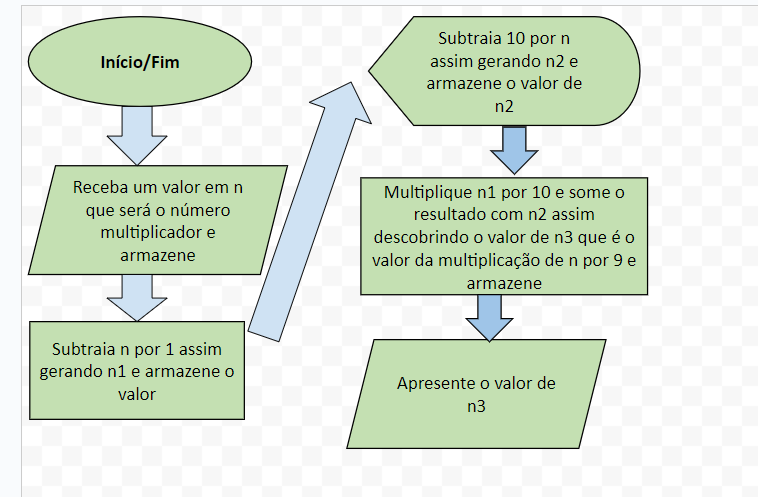 Início/Fim
Receba um valor em n
que será o número
multiplicador e
armazene
Subtraia n por 1 assim
gerando n1 e armazene o
valor
Subtraia 10 por n
assim gerando n2 e
armazene o valor de
n2
Multiplique n1 por 10 e some o
resultado com n2 assim
descobrindo o valor de n3 que é o
valor da multiplicação de n por 9 e
armazene
Apresente o valor de
n3